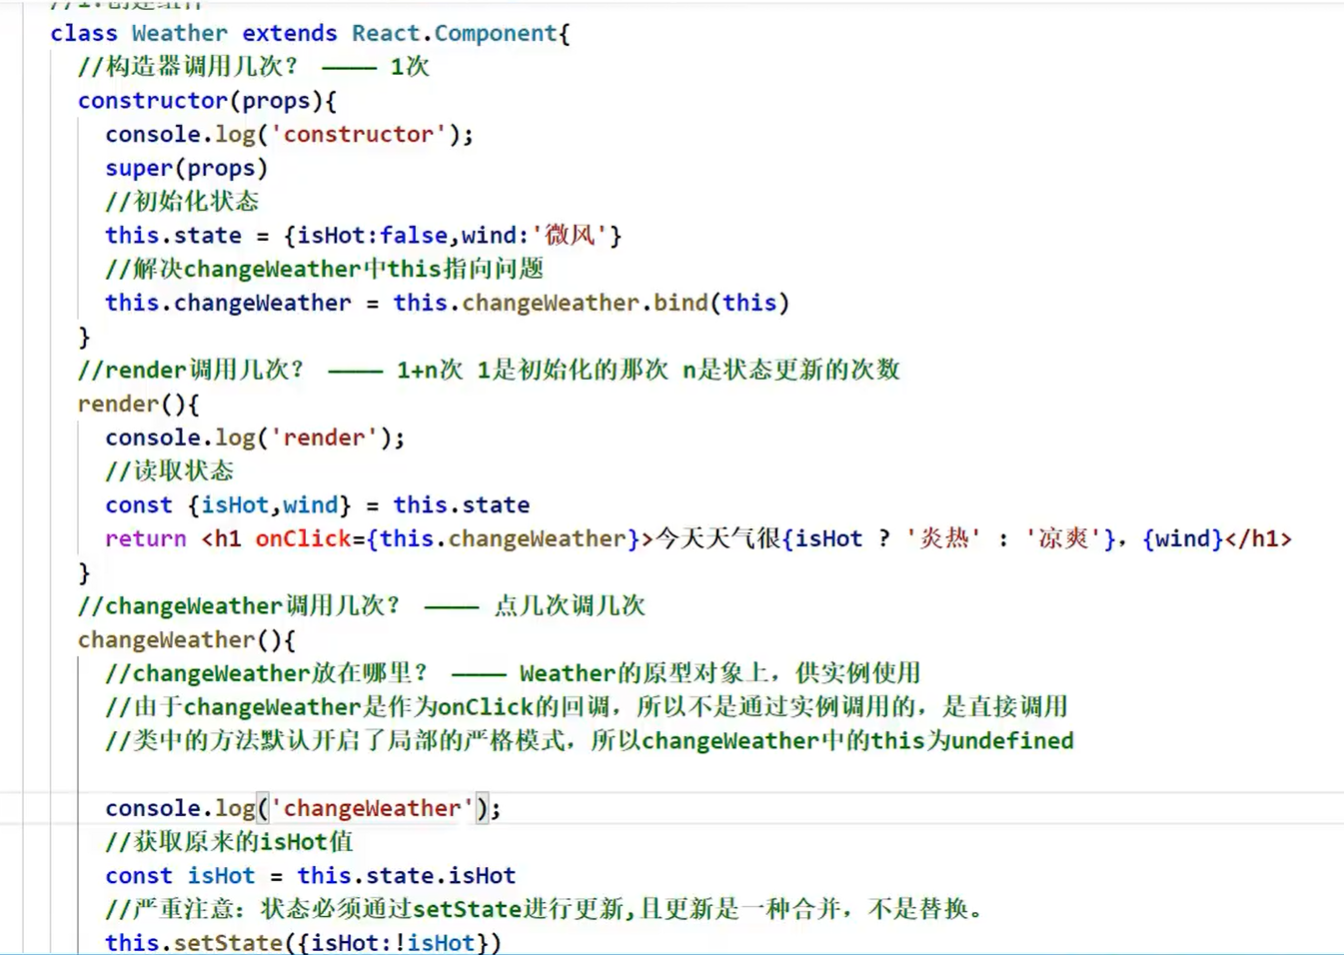 //1.创建组件
class Weather extends React.Component{
//构造器调用几次？ ———— 1次
constructor(props){
console.log('constructor');
super(props)
//初始化状态
this.state = {isHot:false,wind:'微风'}
//解决changeWeather中this指向问题
this.changeWeather = this.changeWeather.bind(this)
}
//render调用几次？ ———— 1+n次 1是初始化的那次 n是状态更新的次数
render(){
console.log('render');
//读取状态
const {isHot,wind} = this.state
return <h1 onClick={this.changeWeather}>今天天气很{isHot ? '炎热' : '凉爽'}，{wind}</h1>
}
//changeWeather调用几次？ ———— 点几次调几次
changeWeather(){
//changeWeather放在哪里？ ———— Weather的原型对象上，供实例使用
//由于changeWeather是作为onClick的回调，所以不是通过实例调用的，是直接调用
//类中的方法默认开启了局部的严格模式，所以changeWeather中的this为undefined
console.log('changeWeather');
//获取原来的isHot值
const isHot = this.state.isHot
//严重注意：状态必须通过setState进行更新,且更新是一种合并，不是替换。
this.setState({isHot:!isHot})